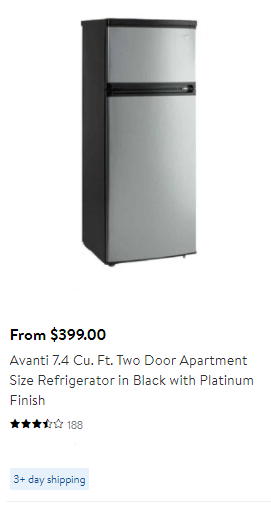 From $399.00
Avanti 7.4 Cu. Ft. Two Door Apartment
Size Refrigerator in Black with Platinum
Finish
188
3+ day shipping